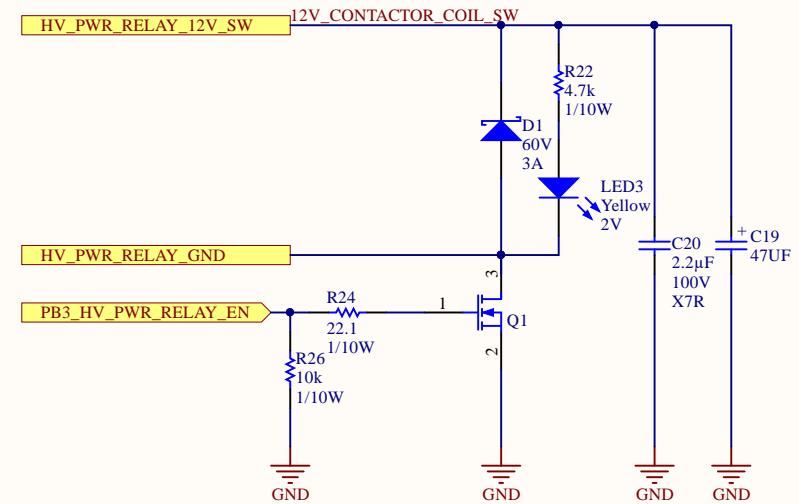 12V_CONTACTOR_COIL_SW
HV_PWR_RELAY_12V_SW
R22
4.7k
1/10W
D1
60V
3A
LED3
Yellow
2V
HV_PWR_RELAY_GND
C20
2.2µF
100V
X7R
+
C19
47UF
3
PB3_HV_PWR_RELAY_EN
R24
22.1
1/10W
1
Q1
2
R26
10k
1/10W
GND
GND
GND
GND